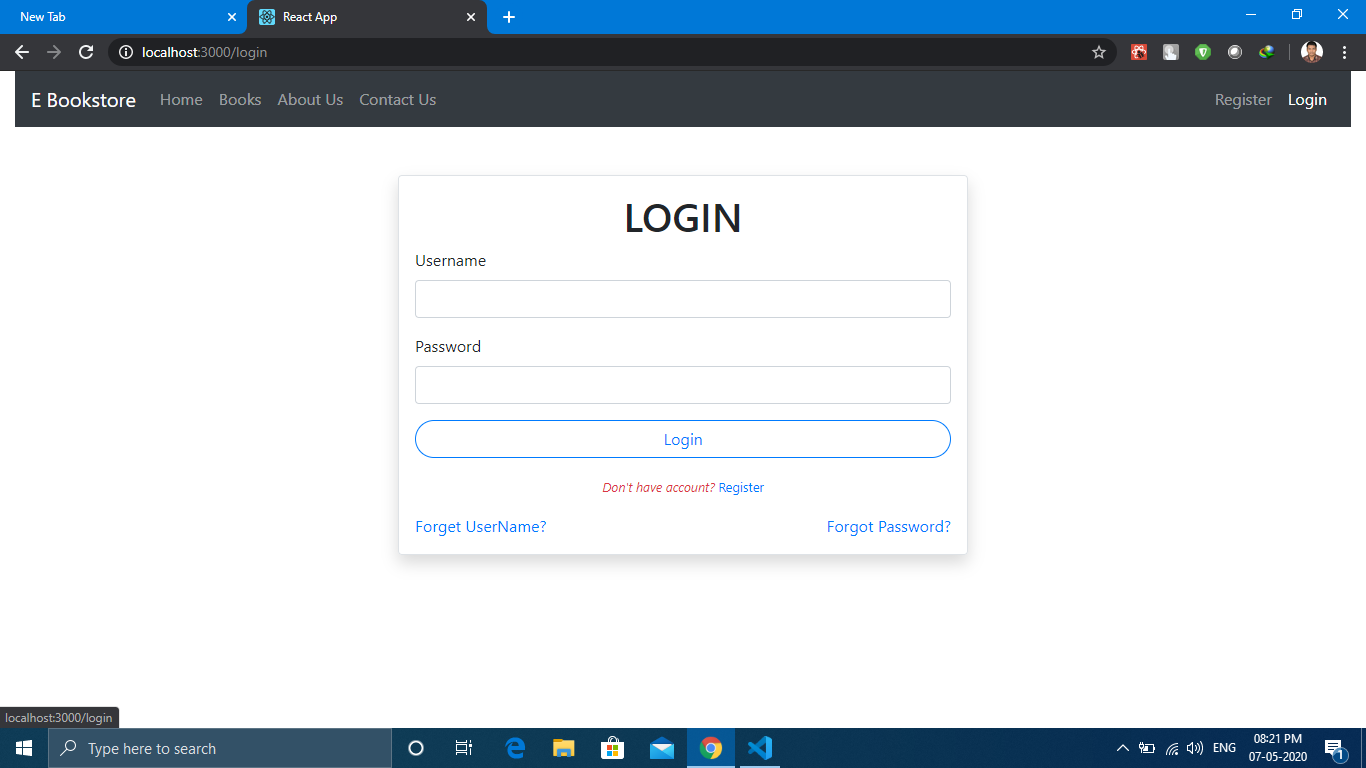 New Tab
React App
localhost:3000/login
E Bookstore Home Books About Us Contact Us Register Login
LOGIN
Username
Password
Login
Don't have account? Register
Forget UserName? Forgot Password?
localhost:3000/login
Type here to search
ENG
08:21 PM
07-05-2020
1